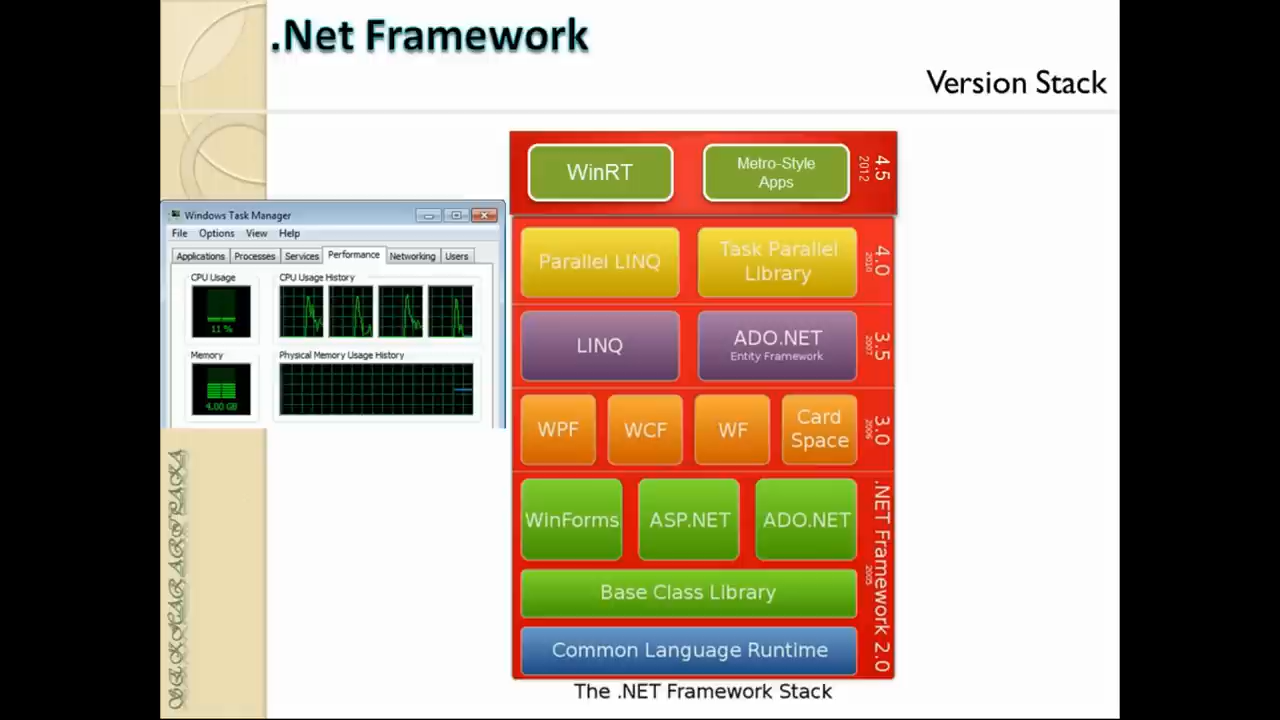 .Net Framework
Version Stack
Windows Task Manager
File Options View Help
Applications Processes Services Performance Networking Users
CPU Usage
CPU Usage History
11 %
Memory
Physical Memory Usage History
4.00 GB
WinRT
Metro-Style
Apps
4.5
2012
Parallel LINQ
Task Parallel
Library
4.0
2010
LINQ
ADO.NET
Entity Framework
3.5
2007
WPF
WCF
WF
Card
Space
3.0
2006
WinForms
ASP.NET
ADO.NET
Base Class Library
Common Language Runtime
.NET Framework 2.0
2005
The .NET Framework Stack